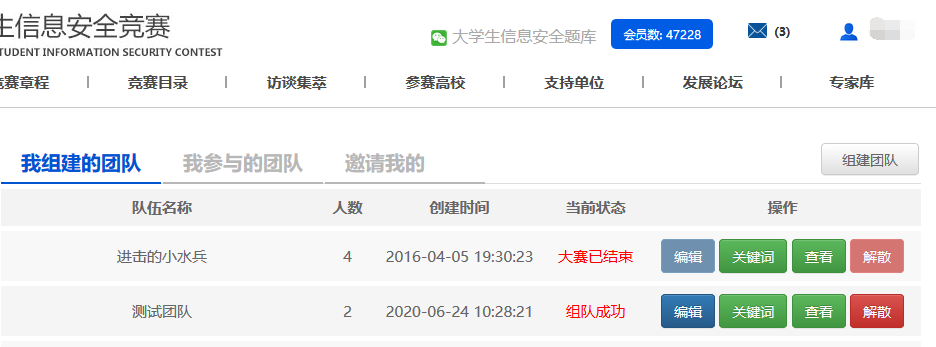 生信息安全竞赛
STUDENT INFORMATION SECURITY CONTEST
大学生信息安全题库 会员数: 47228 (3)
竞赛章程 | 竞赛目录 | 访谈集萃 | 参赛高校 | 支持单位 | 发展论坛 | 专家库
我组建的团队 我参与的团队 邀请我的 组建团队
队伍名称 人数 创建时间 当前状态 操作
进击的小水兵 4 2016-04-05 19:30:23 大赛已结束 编辑 关键词 查看 解散
测试团队 2 2020-06-24 10:28:21 组队成功 编辑 关键词 查看 解散